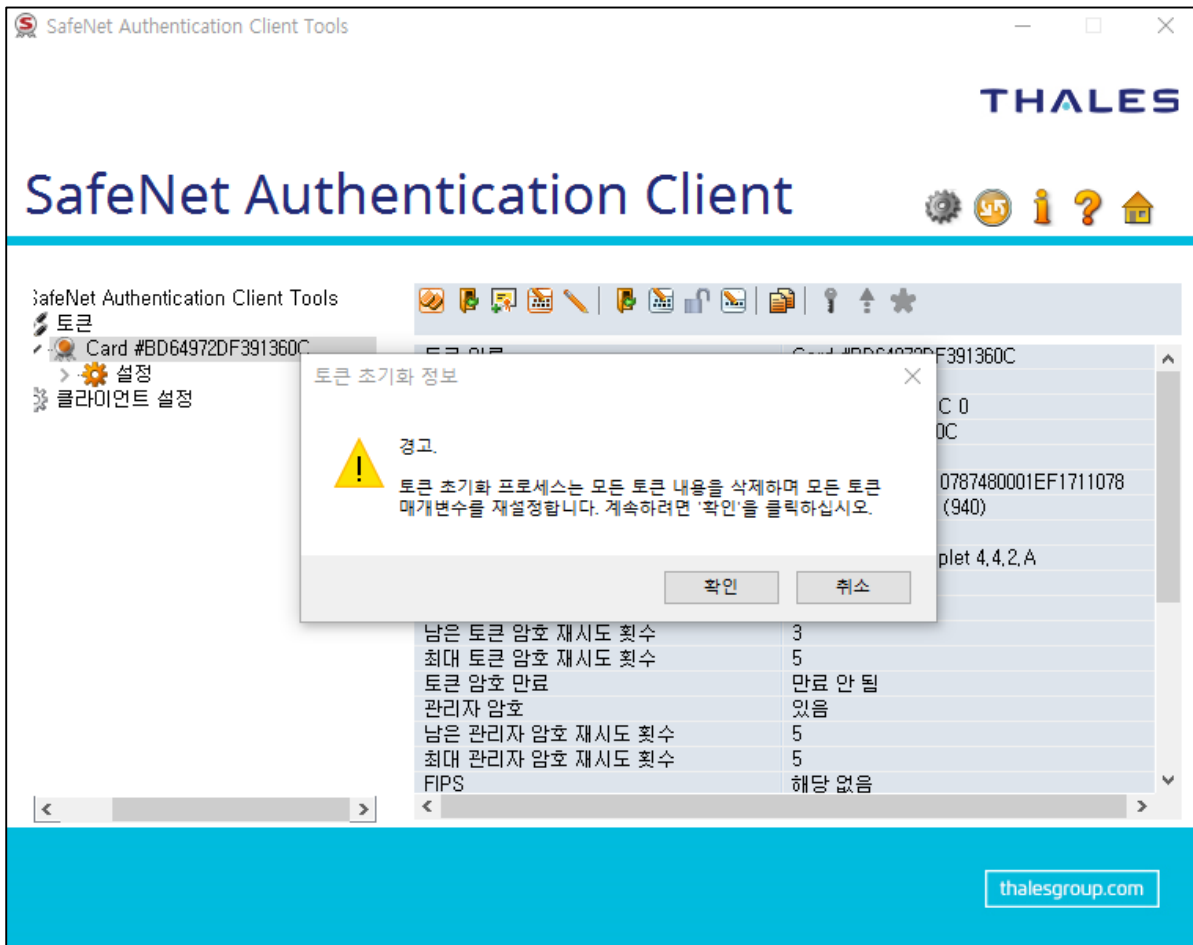 SafeNet Authentication Client Tools
THALES
SafeNet Authentication Client
SafeNet Authentication Client Tools
토큰
Card #BD64972DF391360C
설정
클라이언트 설정
Card #BD64972DF391360C
C 0
0C
0787480001EF1711078
(940)
plet 4,4,2,A
토큰 초기화 정보
경고.
토큰 초기화 프로세스는 모든 토큰 내용을 삭제하며 모든 토큰
매개변수를 재설정합니다. 계속하려면 '확인'을 클릭하십시오.
확인 취소
남은 토큰 암호 재시도 횟수 3
최대 토큰 암호 재시도 횟수 5
토큰 암호 만료 만료 안 됨
관리자 암호 있음
남은 관리자 암호 재시도 횟수 5
최대 관리자 암호 재시도 횟수 5
FIPS 해당 없음
thalesgroup.com